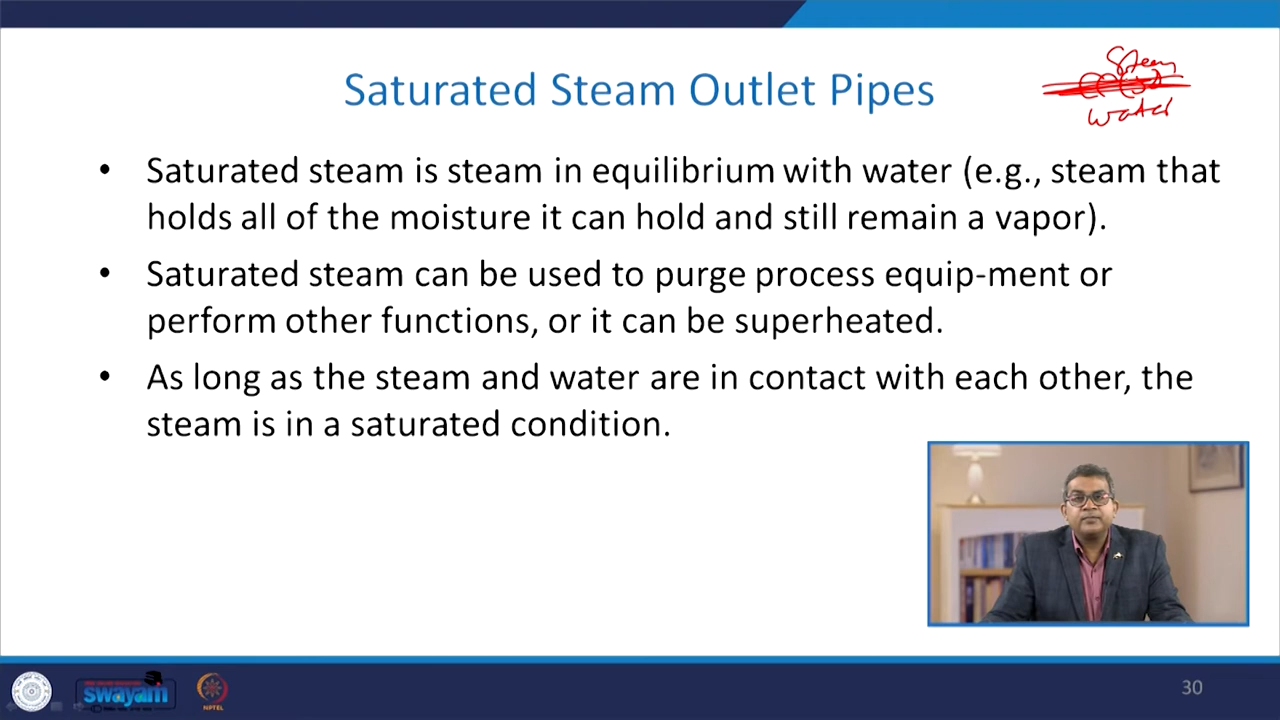 Saturated Steam Outlet Pipes
Steam
water
• Saturated steam is steam in equilibrium with water (e.g., steam that
holds all of the moisture it can hold and still remain a vapor).
• Saturated steam can be used to purge process equip-ment or
perform other functions, or it can be superheated.
• As long as the steam and water are in contact with each other, the
steam is in a saturated condition.
swayam
NPTEL
30